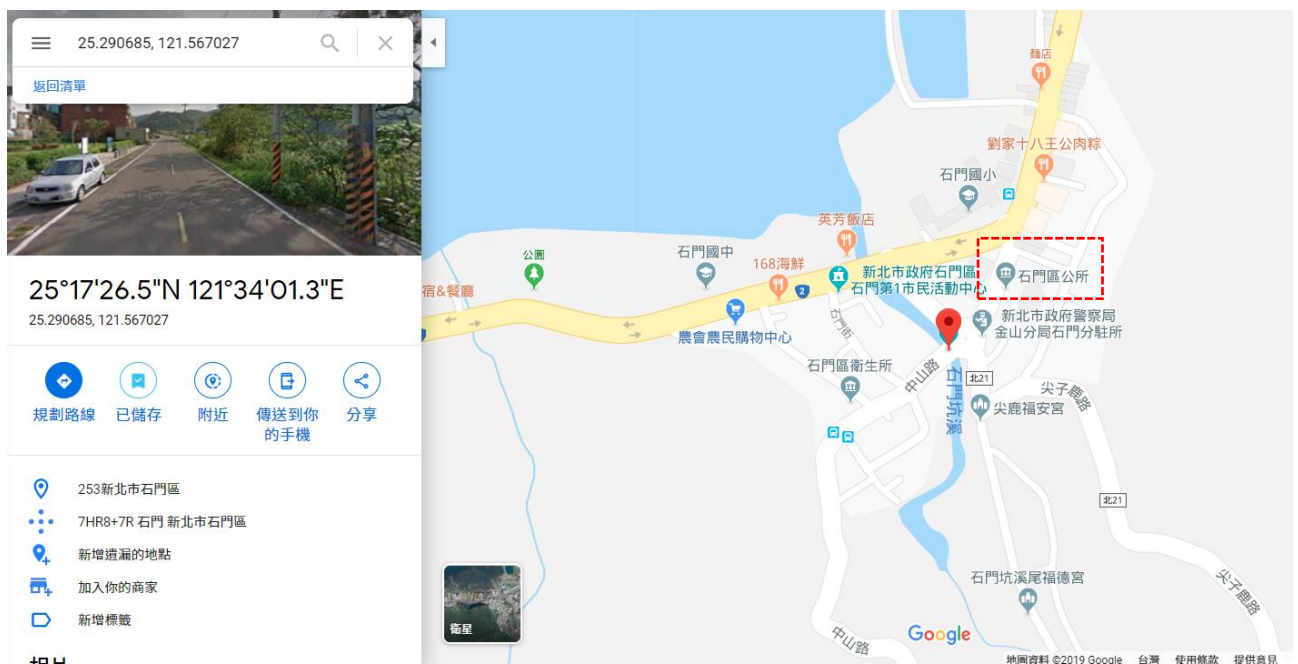 25.290685, 121.567027
返回清單
25°17'26.5"N 121°34'01.3"E
25.290685, 121.567027
規劃路線
已儲存
附近
傳送到你
的手機
分享
253新北市石門區
7HR8+7R 石門 新北市石門區
新增遺漏的地點
加入你的商家
新增標籤
麵店
劉家十八王公肉粽
石門國小
英芳飯店
公園
石門國中
168海鮮
新北市政府石門區
石門第1市民活動中心
石門區公所
宿&餐廳
2
農會農民購物中心
石門街
新北市政府警察局
金山分局石門分駐所
石門區衛生所
中山路
石門坑溪
北21
尖子鹿路
尖鹿福安宮
北21
石門坑溪尾福德宮
尖子鹿路
中山路
衛星
Google
地圖資料 ©2019 Google 台灣 使用條款 提供意見